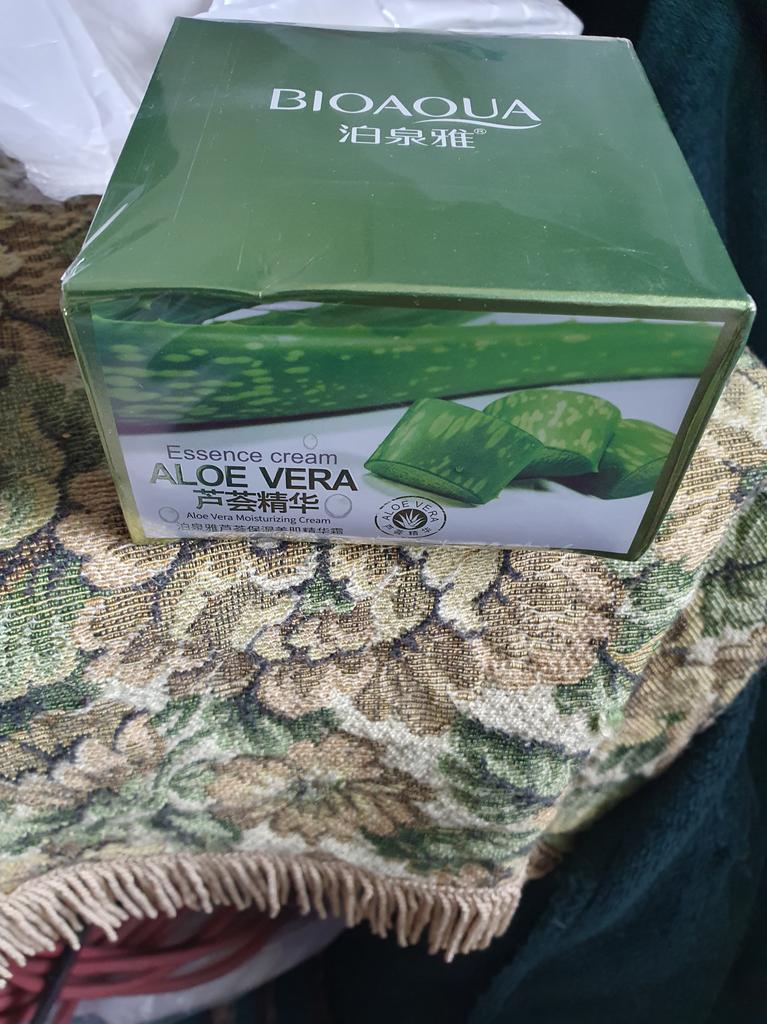 BIOAQUA
泊泉雅®
Essence cream
ALOE VERA
芦荟精华
Aloe Vera Moisturizing Cream
泊泉雅芦荟保湿美肌精华霜
ALOE VERA
芦荟精华